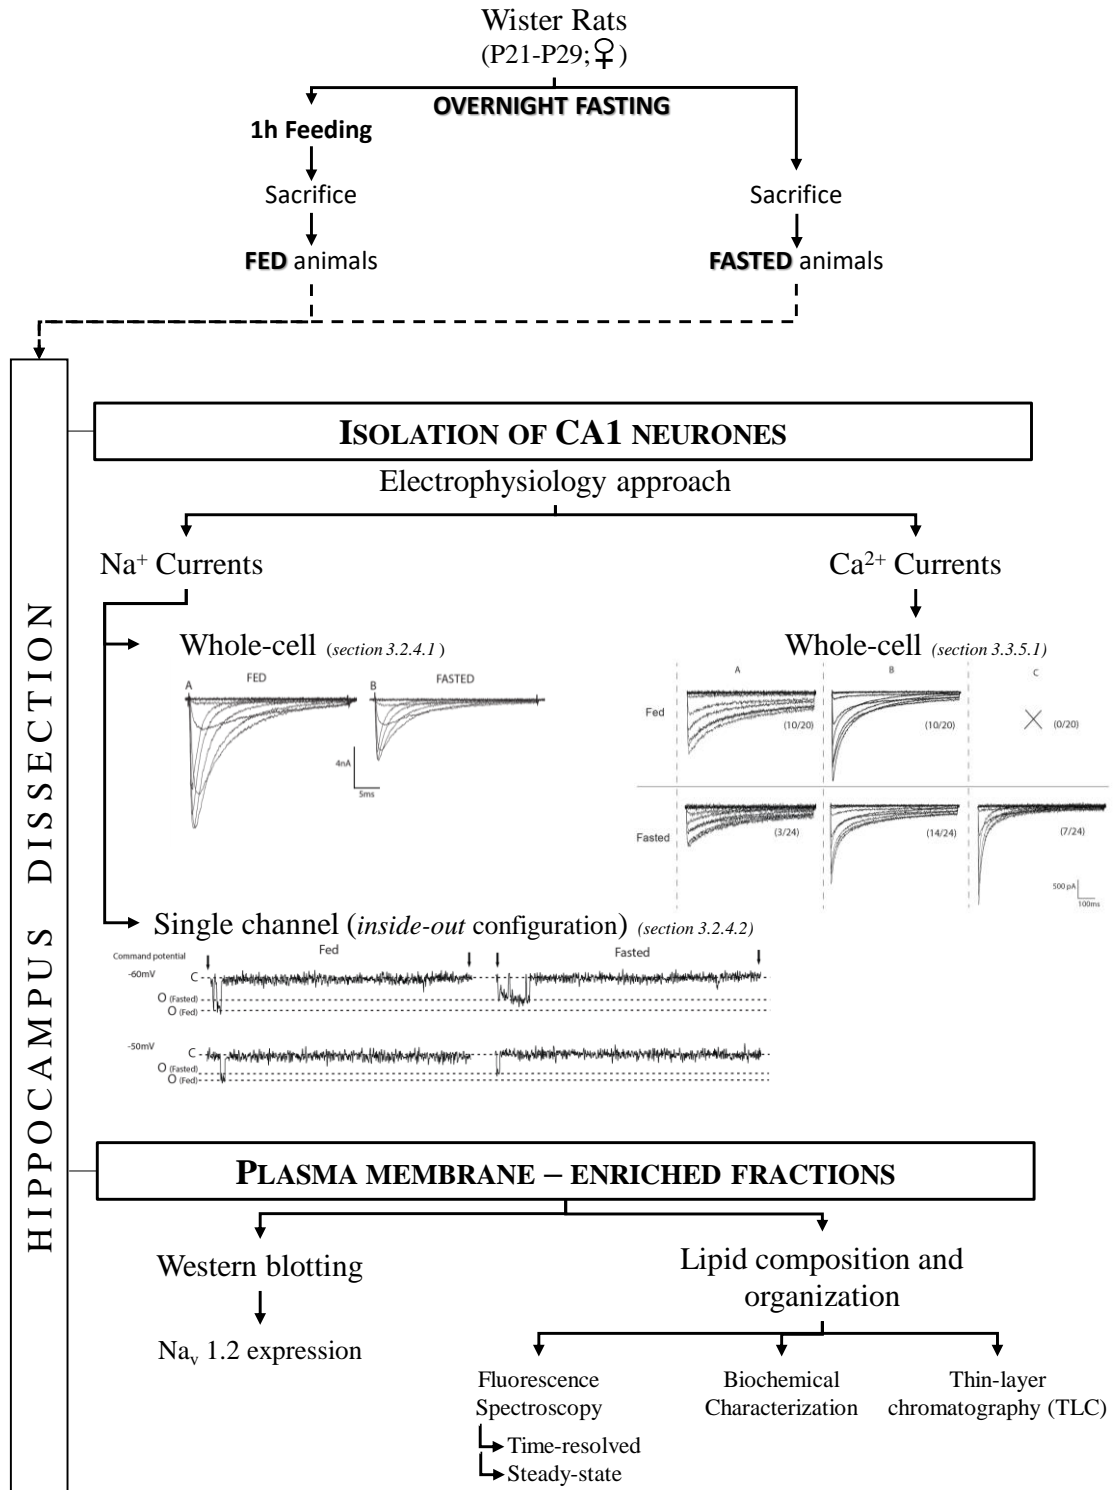 Wister Rats
(P21-P29;♀)
OVERNIGHT FASTING
1h Feeding
Sacrifice
Sacrifice
FED animals
FASTED animals
HIPPOCAMPUS DISSECTION
ISOLATION OF CA1 NEURONES
Electrophysiology approach
Na+ Currents
Ca2+ Currents
Whole-cell (section 3.2.4.1 )
FED
A
FASTED
B
4nA
5ms
Whole-cell (section 3.3.5.1)
A
B
C
Fed
(10/20)
(10/20)
(0/20)
Fasted
(3/24)
(14/24)
(7/24)
500 pA
100ms
Single channel (inside-out configuration) (section 3.2.4.2)
Command potential
Fed
Fasted
-60mV
C
O (Fasted)
O (Fed)
-50mV
C
O (Fasted)
O (Fed)
PLASMA MEMBRANE – ENRICHED FRACTIONS
Western blotting
Nav 1.2 expression
Lipid composition and
organization
Fluorescence
Spectroscopy
Time-resolved
Steady-state
Biochemical
Characterization
Thin-layer
chromatography (TLC)